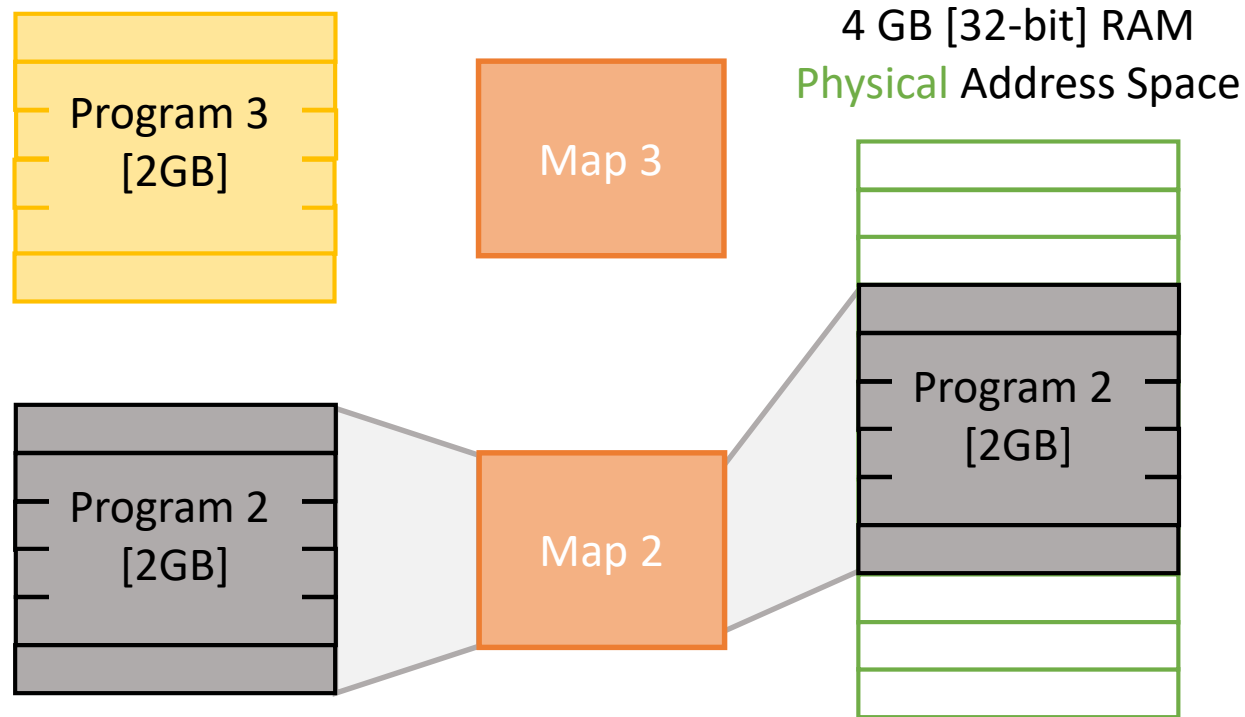 4 GB [32-bit] RAM
Physical Address Space
Program 3
[2GB]
Map 3
Program 2
[2GB]
Program 2
[2GB]
Map 2